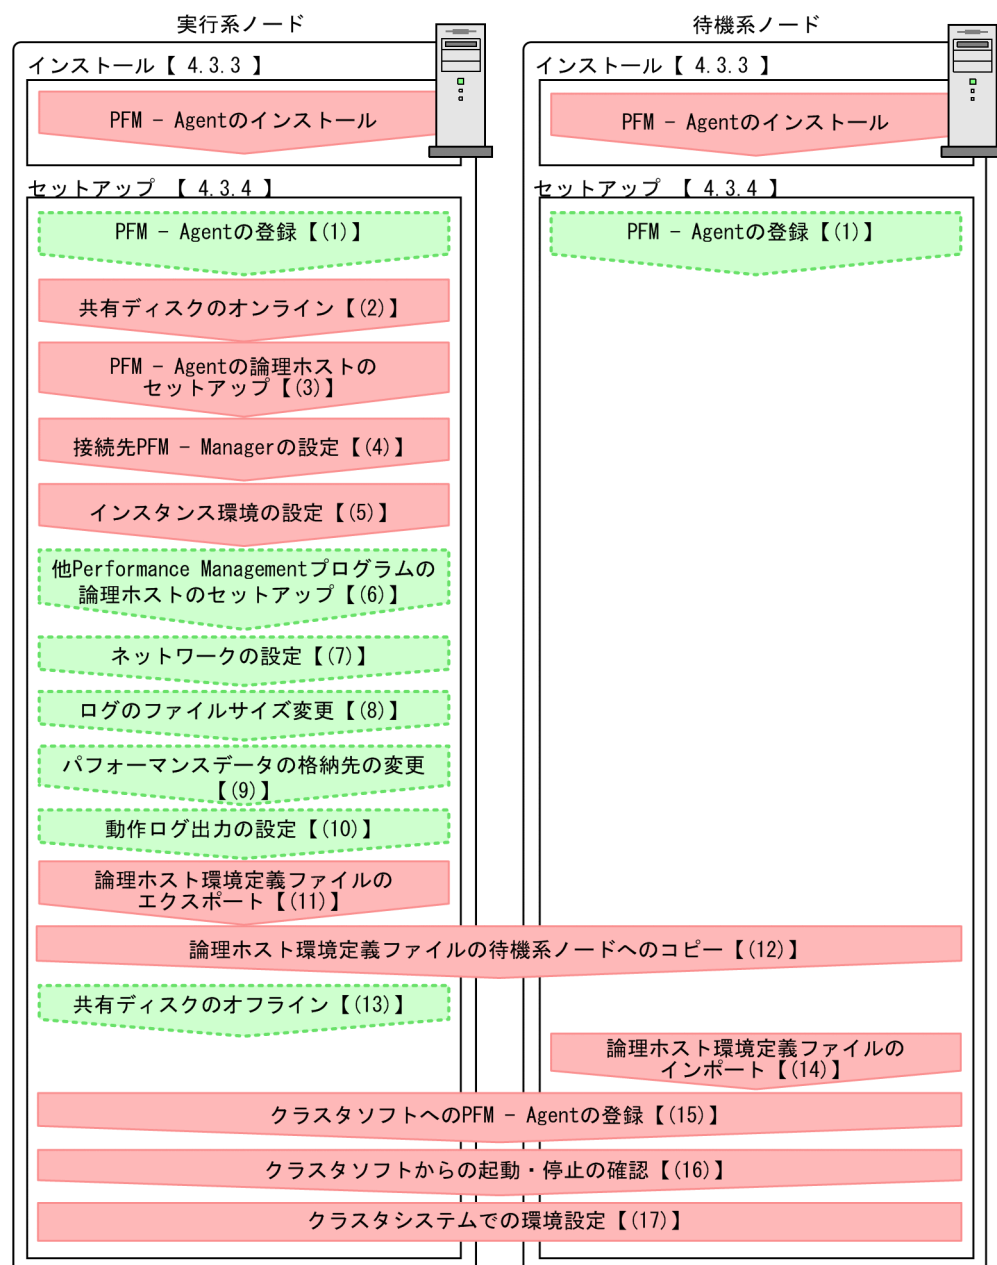 実行系ノード
待機系ノード
インストール【 4.3.3 】
インストール【 4.3.3 】
PFM − Agentのインストール
PFM − Agentのインストール
セットアップ 【 4.3.4 】
セットアップ 【 4.3.4 】
PFM − Agentの登録【(1)】
PFM − Agentの登録【(1)】
共有ディスクのオンライン【(2)】
PFM − Agentの論理ホストの
セットアップ【(3)】
接続先PFM − Managerの設定【(4)】
インスタンス環境の設定【(5)】
他Performance Managementプログラムの
論理ホストのセットアップ【(6)】
ネットワークの設定【(7)】
ログのファイルサイズ変更【(8)】
パフォーマンスデータの格納先の変更
【(9)】
動作ログ出力の設定【(10)】
論理ホスト環境定義ファイルの
エクスポート【(11)】
論理ホスト環境定義ファイルの待機系ノードへのコピー【(12)】
共有ディスクのオフライン【(13)】
論理ホスト環境定義ファイルの
インポート【(14)】
クラスタソフトへのPFM − Agentの登録【(15)】
クラスタソフトからの起動・停止の確認【(16)】
クラスタシステムでの環境設定【(17)】